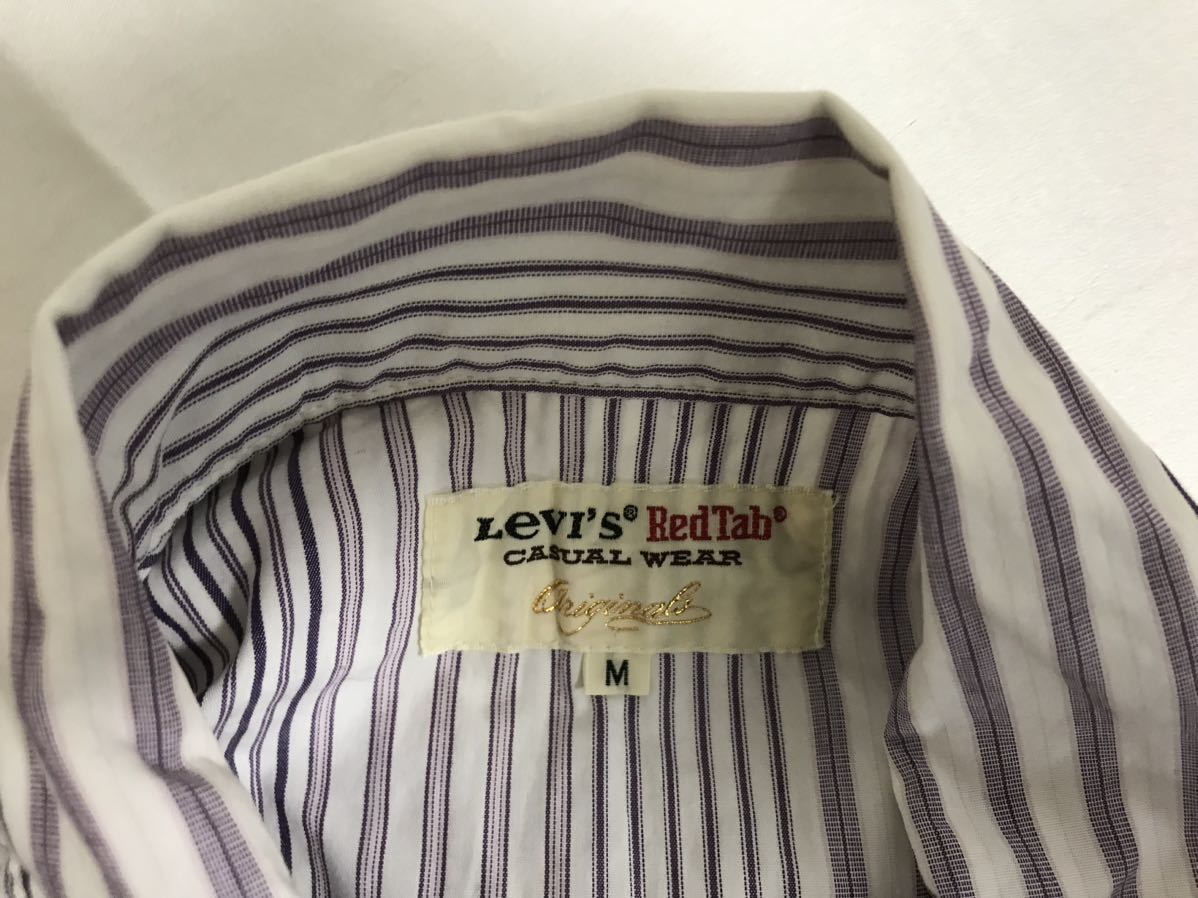 Levi's® RedTab®
CASUAL WEAR
Originals
M